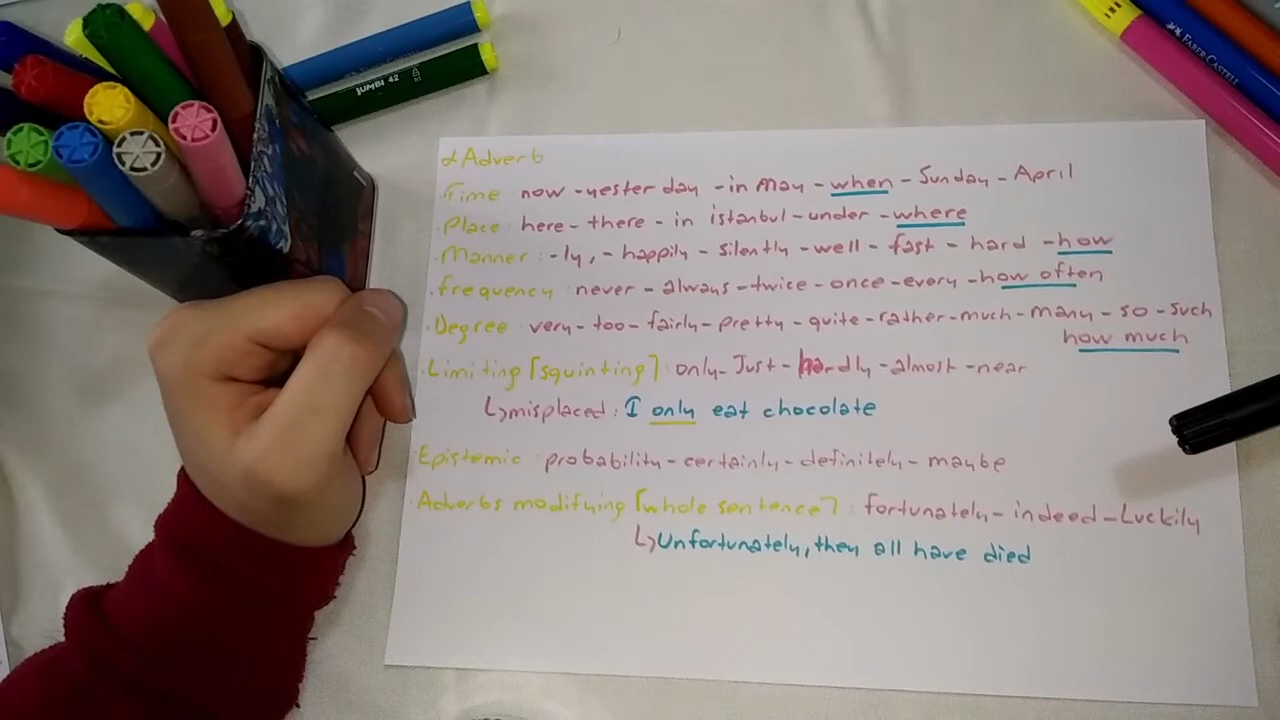 JUMBI 42
FABER CASTELL
Adverb
Time: now - yesterday - in May - when - Sunday - April
Place: here - there - in istanbul - under - where
Manner: -ly, - happily - silently - well - fast - hard - how
frequency: never - always - twice - once - every - how often
Degree: very - too - fairly - pretty - quite - rather - much - many - so - such
how much
Limiting [squinting]: only - Just - hardly - almost - near
↳misplaced: I only eat chocolate
Epistemic: probability - certainly - definitely - maybe
Adverbs modifying [whole sentence]: fortunately - indeed - Luckily
↳Unfortunately, they all have died